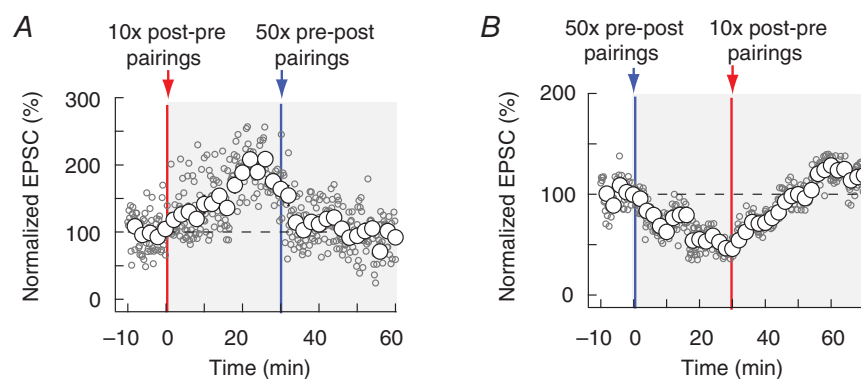 A
10x post-pre
pairings
50x pre-post
pairings
Normalized EPSC (%)
300
200
100
0
−10 0 20 40 60
Time (min)
B
50x pre-post
pairings
10x post-pre
pairings
Normalized EPSC (%)
200
100
0
−10 0 20 40 60
Time (min)